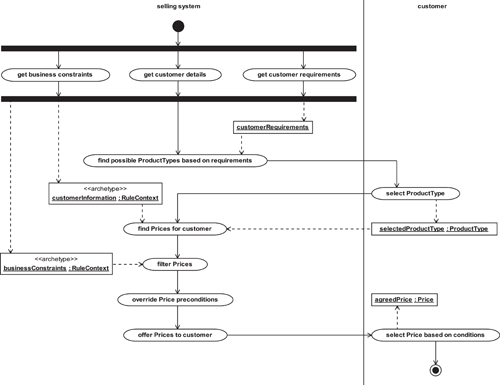 selling system
customer
get business constraints
get customer details
get customer requirements
customerRequirements
find possible ProductTypes based on requirements
<<archetype>>
customerInformation : RuleContext
select ProductType
find Prices for customer
selectedProductType : ProductType
<<archetype>>
businessConstraints : RuleContext
filter Prices
override Price preconditions
agreedPrice : Price
offer Prices to customer
select Price based on conditions